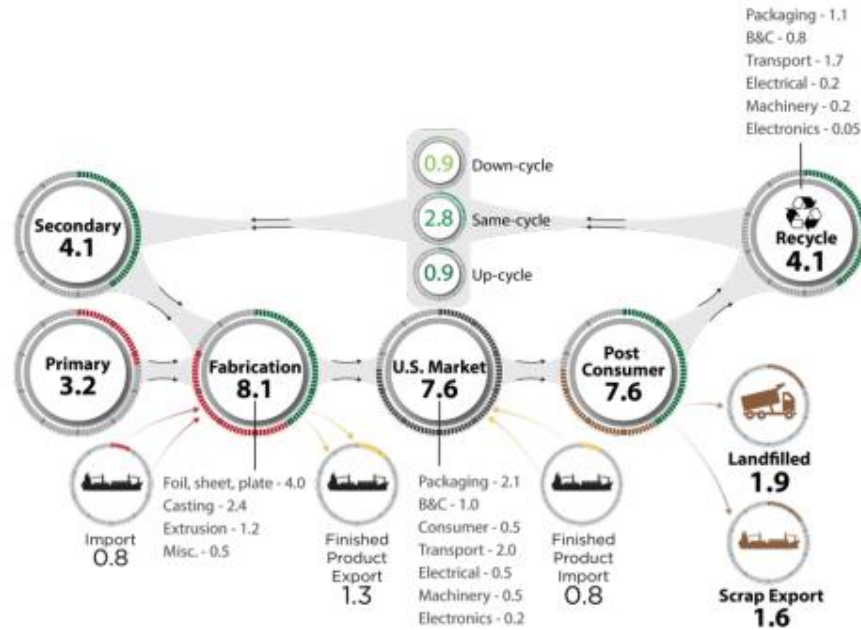 Packaging - 1.1
B&C - 0.8
Transport - 1.7
Electrical - 0.2
Machinery - 0.2
Electronics - 0.05
0.9 Down-cycle
2.8 Same-cycle
0.9 Up-cycle
Secondary
4.1
Recycle
4.1
Primary
3.2
Fabrication
8.1
U.S. Market
7.6
Post
Consumer
7.6
Import
0.8
Foil, sheet, plate - 4.0
Casting - 2.4
Extrusion - 1.2
Misc. - 0.5
Finished
Product
Export
1.3
Packaging - 2.1
B&C - 1.0
Consumer - 0.5
Transport - 2.0
Electrical - 0.5
Machinery - 0.5
Electronics - 0.2
Finished
Product
Import
0.8
Landfilled
1.9
Scrap Export
1.6